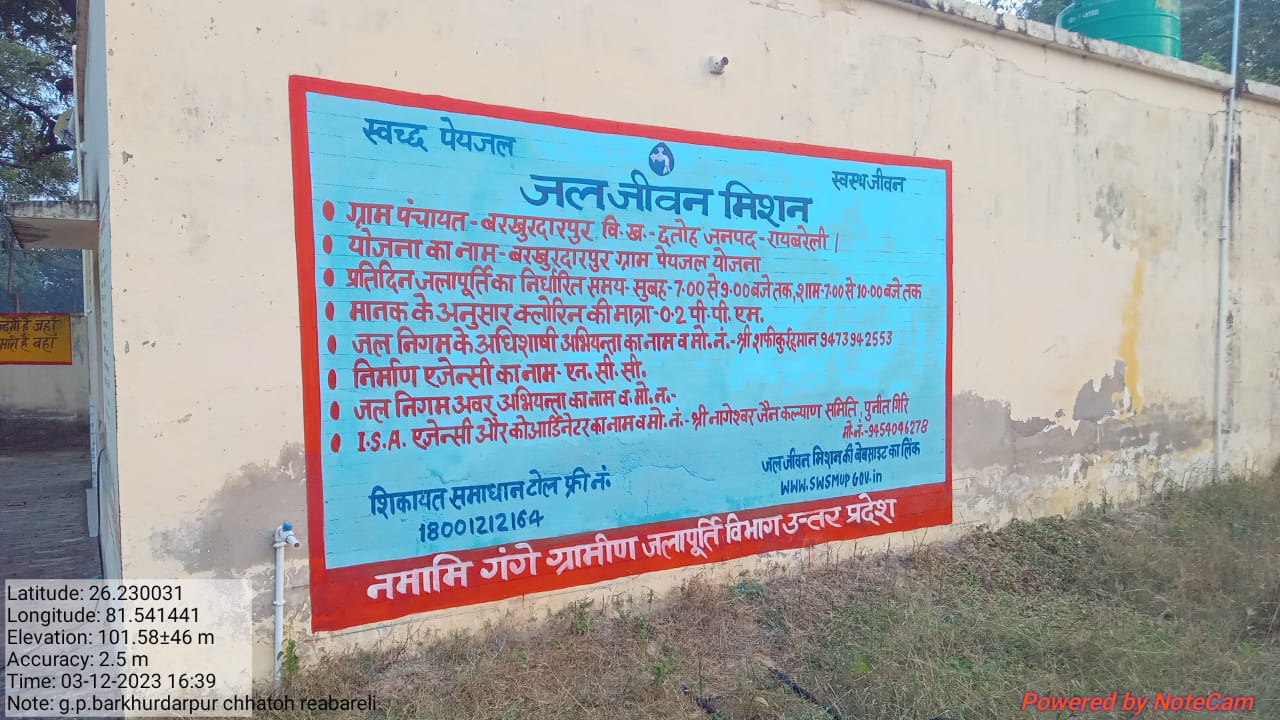 स्वच्छ पेयजल
स्वस्थ जीवन
जल जीवन मिशन
ग्राम पंचायत - बरखुरदारपुर वि.ख. - छतोह जनपद - रायबरेली |
योजना का नाम - बरखुरदारपुर ग्राम पेयजल योजना
प्रतिदिन जलापूर्ति का निर्धारित समय - सुबह - 7.00 से 9.00 बजे तक, शाम - 7.00 से 10.00 बजे तक
मानक के अनुसार क्लोरिन की मात्रा - 0.2 पी. पी. एम.
जल निगम के अधिशाषी अभियन्ता का नाम व मो. नं. - श्री शफीकुर्रहमान 9473942553
निर्माण एजेन्सी का नाम - एन. सी. सी.
जल निगम अवर अभियन्ता का नाम व. मो. न. -
I.S.A. एजेन्सी और कोआर्डिनेटर का नाम व मो. नं. - श्री नागेश्वर जैन कल्याण समिति, पुनीत गिरि
मो. नं. - 9454046278
शिकायत समाधान टोल फ्री नं:
18001212164
जल जीवन मिशन की बेबसाइट का लिंक
WWW.SWSMUP GOV.in
नमामि गंगे ग्रामीण जलापूर्ति विभाग उत्तर प्रदेश
है जहाँ
है वहाँ
Latitude: 26.230031
Longitude: 81.541441
Elevation: 101.58±46 m
Accuracy: 2.5 m
Time: 03-12-2023 16:39
Note: g.p.barkhurdarpur chhatoh reabareli
Powered by NoteCam